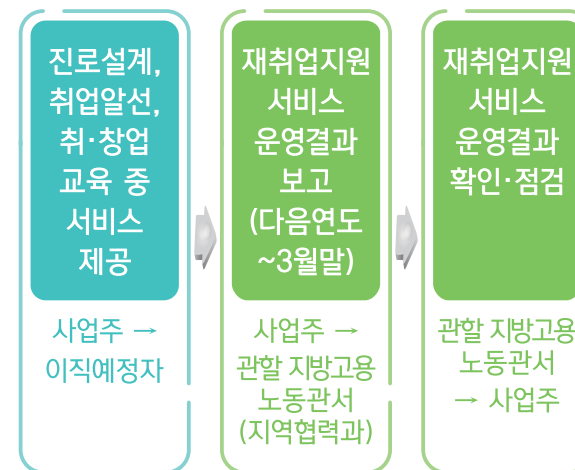 진로설계,
취업알선,
취·창업
교육 중
서비스
제공
사업주 →
이직예정자
재취업지원
서비스
운영결과
보고
(다음연도
~3월말)
사업주 →
관할 지방고용
노동관서
(지역협력과)
재취업지원
서비스
운영결과
확인·점검
관할 지방고용
노동관서
→ 사업주